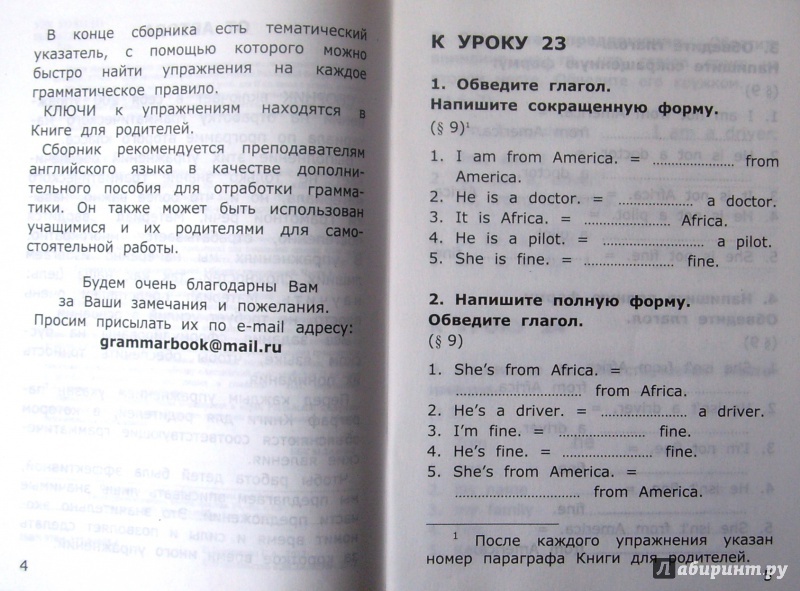 В конце сборника есть тематический
указатель, с помощью которого можно
быстро найти упражнения на каждое
грамматическое правило.
КЛЮЧИ к упражнениям находятся в
Книге для родителей.
Сборник рекомендуется преподавателям
английского языка в качестве дополни-
тельного пособия для отработки грамма-
тики. Он также может быть использован
учащимися и их родителями для само-
стоятельной работы.
Будем очень благодарны Вам
за Ваши замечания и пожелания.
Просим присылать их по e-mail адресу:
grammarbook@mail.ru
4
К УРОКУ 23
1. Обведите глагол.
Напишите сокращенную форму.
(§ 9)¹
1. I am from America. = ........................ from
America.
2. He is a doctor. = ..................... a doctor.
3. It is Africa. = ........................ Africa.
4. He is a pilot. = ........................... a pilot.
5. She is fine. = ........................ fine.
2. Напишите полную форму.
Обведите глагол.
(§ 9)
1. She's from Africa. =
.................................. from Africa.
2. He's a driver. = .................... a driver.
3. I'm fine. = ........................ fine.
4. He's fine. = ........................ fine.
5. She's from America. =
.................................. from America.
¹ После каждого упражнения указан
номер параграфа Книги для родителей.
5
Лабиринт.ру